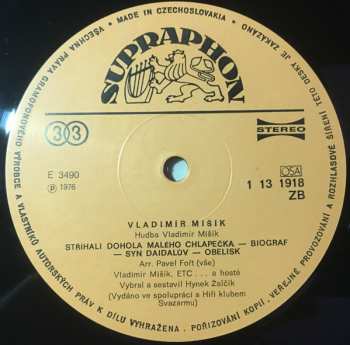 VŠECHNA PRÁVA GRAMOFONOVÉHO VÝROBCE A VLASTNÍKŮ AUTORSKÝCH PRÁV K DÍLU VYHRAŽENA. POŘIZOVÁNÍ KOPIÍ, VEŘEJNÉ PROVOZOVÁNÍ A ROZHLASOVÉ ŠÍŘENÍ TÉTO DESKY JE ZAKÁZÁNO
• MADE IN CZECHOSLOVAKIA •
SUPRAPHON
33
STEREO
E 3490
℗ 1976
OSA
1 13 1918
ZB
VLADIMÍR MIŠÍK
Hudba Vladimír Mišík
STŘÍHALI DOHOLA MALÉHO CHLAPEČKA — BIOGRAF
— SYN DAIDALŮV — OBELISK
Arr. Pavel Fořt (vše)
Vladimír Mišík, ETC . . . a hosté
Vybral a sestavil Hynek Žalčík
(Vydáno ve spolupráci s Hifi klubem
Svazarmu)